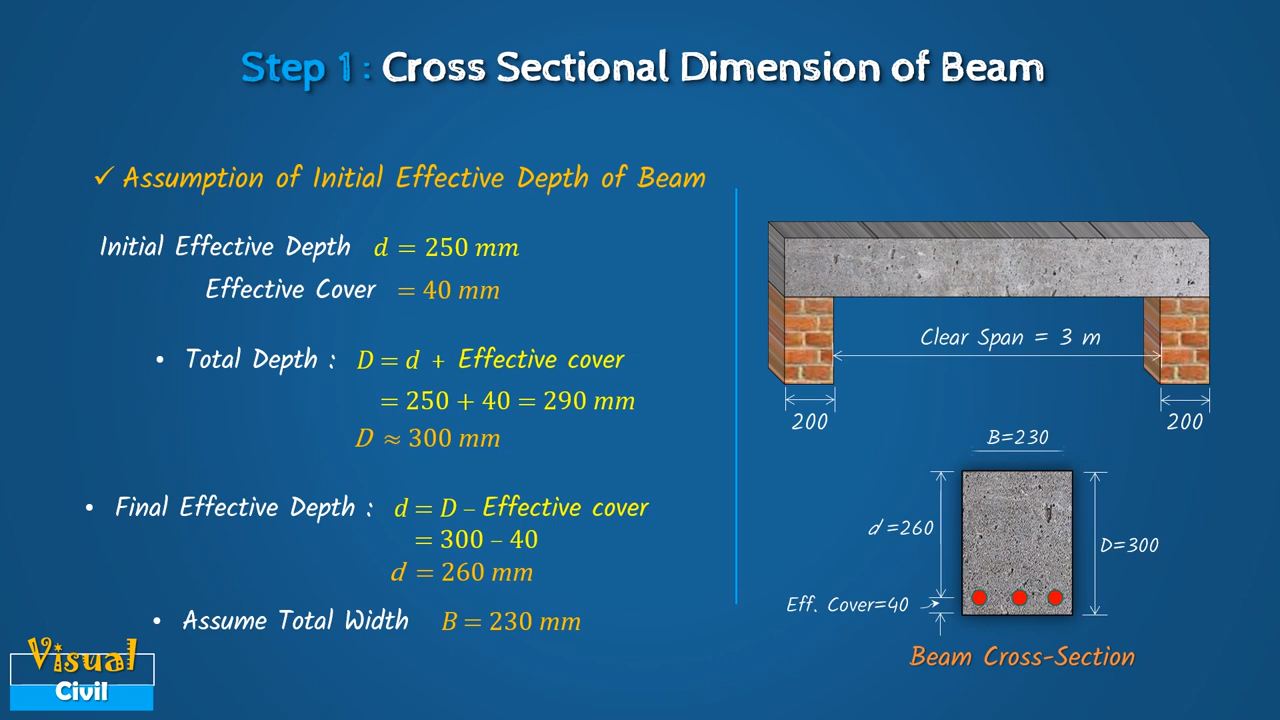 Step 1 : Cross Sectional Dimension of Beam
✓ Assumption of Initial Effective Depth of Beam
Initial Effective Depth d = 250 mm
Effective Cover = 40 mm
• Total Depth : D = d + Effective cover
= 250 + 40 = 290 mm
D ≈ 300 mm
• Final Effective Depth : d = D – Effective cover
= 300 – 40
d = 260 mm
• Assume Total Width B = 230 mm
Clear Span = 3 m
200
200
B=230
d =260
D=300
Eff. Cover=40
Beam Cross-Section
Visual
Civil